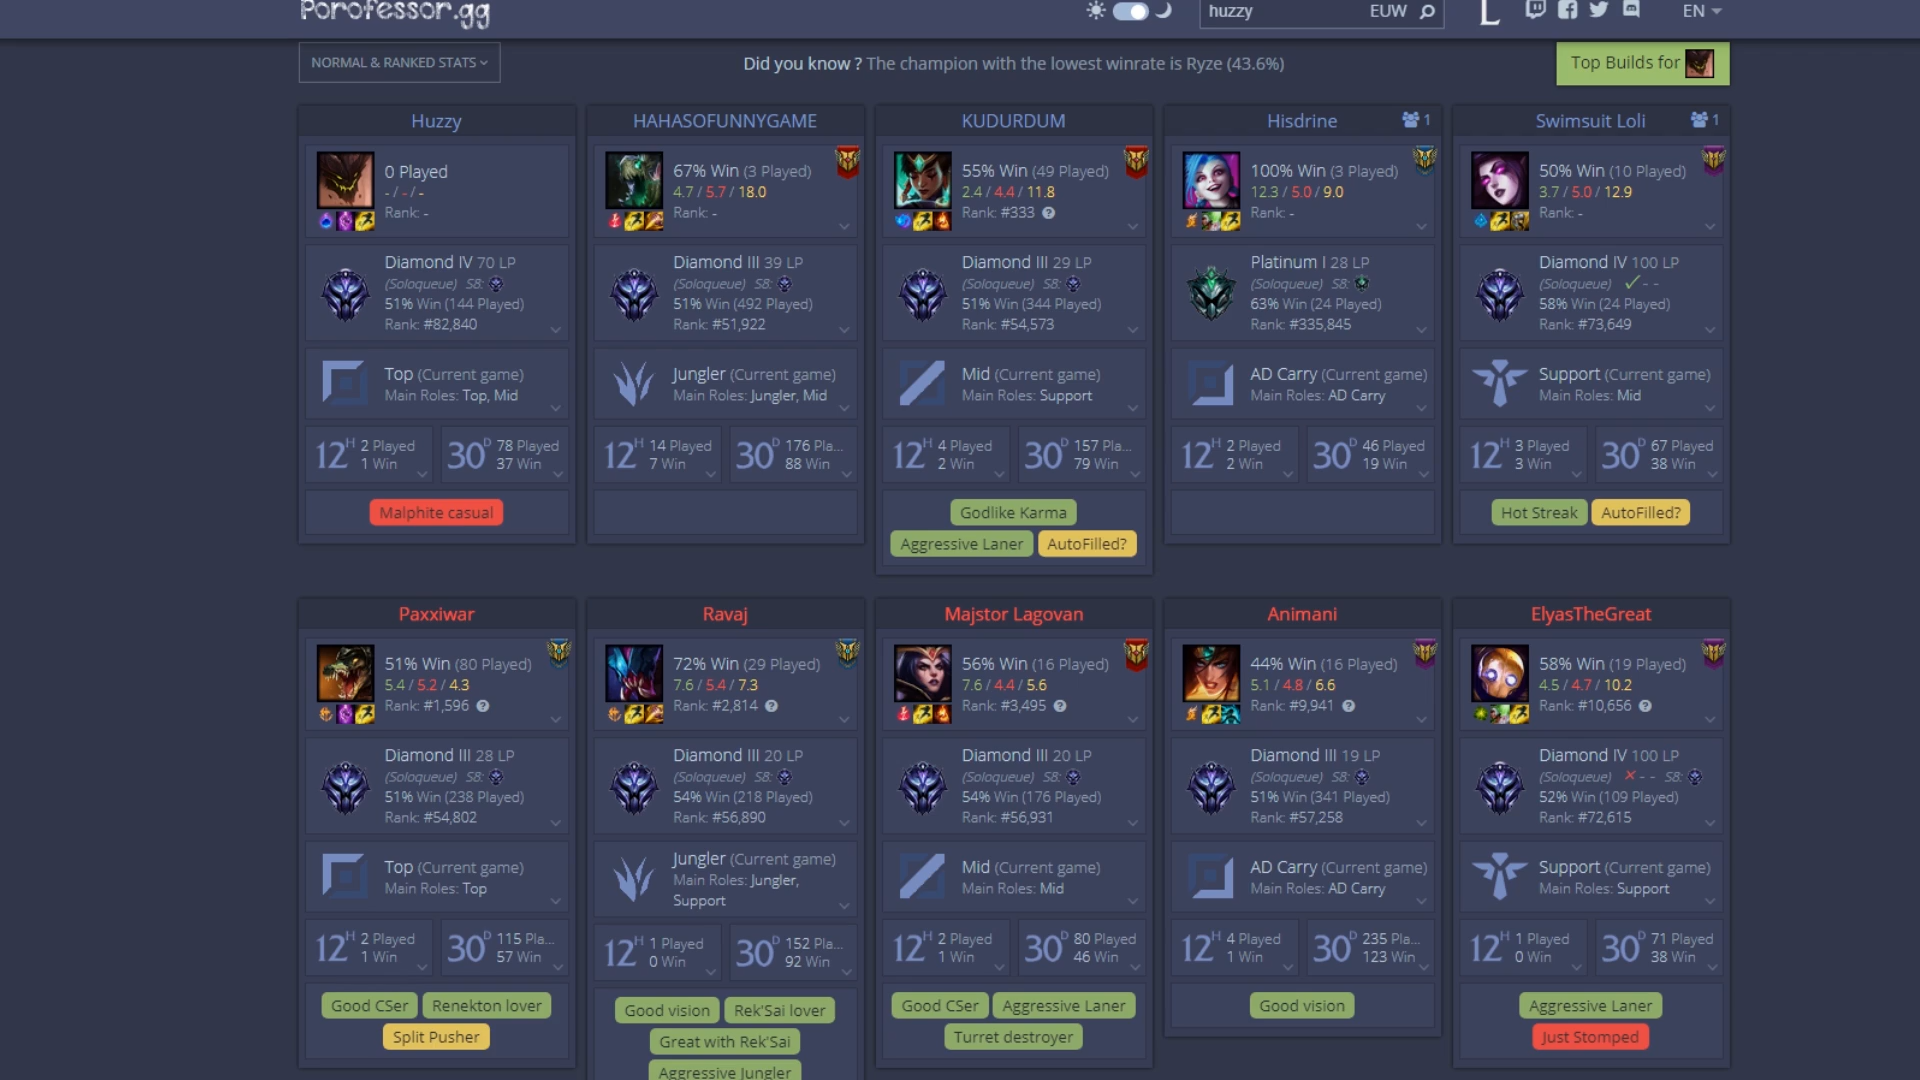 Porofessor.gg
huzzy
EUW
EN
NORMAL & RANKED STATS
Did you know ? The champion with the lowest winrate is Ryze (43.6%)
Top Builds for
Huzzy
0 Played
- / - / -
Rank: -
Diamond IV 70 LP
(Soloqueue) S8:
51% Win (144 Played)
Rank: #82,840
Top (Current game)
Main Roles: Top, Mid
12H 2 Played
1 Win
30D 78 Played
37 Win
Malphite casual
HAHASOFUNNYGAME
67% Win (3 Played)
4.7 / 5.7 / 18.0
Rank: -
Diamond III 39 LP
(Soloqueue) S8:
51% Win (492 Played)
Rank: #51,922
Jungler (Current game)
Main Roles: Jungler, Mid
12H 14 Played
7 Win
30D 176 Pla...
88 Win
KUDURDUM
55% Win (49 Played)
2.4 / 4.4 / 11.8
Rank: #333 ?
Diamond III 29 LP
(Soloqueue) S8:
51% Win (344 Played)
Rank: #54,573
Mid (Current game)
Main Roles: Support
12H 4 Played
2 Win
30D 157 Pla...
79 Win
Godlike Karma
Aggressive Laner AutoFilled?
Hisdrine 1
100% Win (3 Played)
12.3 / 5.0 / 9.0
Rank: -
Platinum I 28 LP
(Soloqueue) S8:
63% Win (24 Played)
Rank: #335,845
AD Carry (Current game)
Main Roles: AD Carry
12H 2 Played
2 Win
30D 46 Played
19 Win
Swimsuit Loli 1
50% Win (10 Played)
3.7 / 5.0 / 12.9
Rank: -
Diamond IV 100 LP
(Soloqueue) ✓ - -
58% Win (24 Played)
Rank: #73,649
Support (Current game)
Main Roles: Mid
12H 3 Played
3 Win
30D 67 Played
38 Win
Hot Streak AutoFilled?
Paxxiwar
51% Win (80 Played)
5.4 / 5.2 / 4.3
Rank: #1,596 ?
Diamond III 28 LP
(Soloqueue) S8:
51% Win (238 Played)
Rank: #54,802
Top (Current game)
Main Roles: Top
12H 2 Played
1 Win
30D 115 Pla...
57 Win
Good CSer Renekton lover
Split Pusher
Ravaj
72% Win (29 Played)
7.6 / 5.4 / 7.3
Rank: #2,814 ?
Diamond III 20 LP
(Soloqueue) S8:
54% Win (218 Played)
Rank: #56,890
Jungler (Current game)
Main Roles: Jungler,
Support
12H 1 Played
0 Win
30D 152 Pla...
92 Win
Good vision Rek'Sai lover
Great with Rek'Sai
Aggressive Jungler
Majstor Lagovan
56% Win (16 Played)
7.6 / 4.4 / 5.6
Rank: #3,495 ?
Diamond III 20 LP
(Soloqueue) S8:
54% Win (176 Played)
Rank: #56,931
Mid (Current game)
Main Roles: Mid
12H 2 Played
1 Win
30D 80 Played
46 Win
Good CSer Aggressive Laner
Turret destroyer
Animani
44% Win (16 Played)
5.1 / 4.8 / 6.6
Rank: #9,941 ?
Diamond III 19 LP
(Soloqueue) S8:
51% Win (341 Played)
Rank: #57,258
AD Carry (Current game)
Main Roles: AD Carry
12H 4 Played
1 Win
30D 235 Pla...
123 Win
Good vision
ElyasTheGreat
58% Win (19 Played)
4.5 / 4.7 / 10.2
Rank: #10,656 ?
Diamond IV 100 LP
(Soloqueue) ✕ - - S8:
52% Win (109 Played)
Rank: #72,615
Support (Current game)
Main Roles: Support
12H 1 Played
0 Win
30D 71 Played
38 Win
Aggressive Laner
Just Stomped